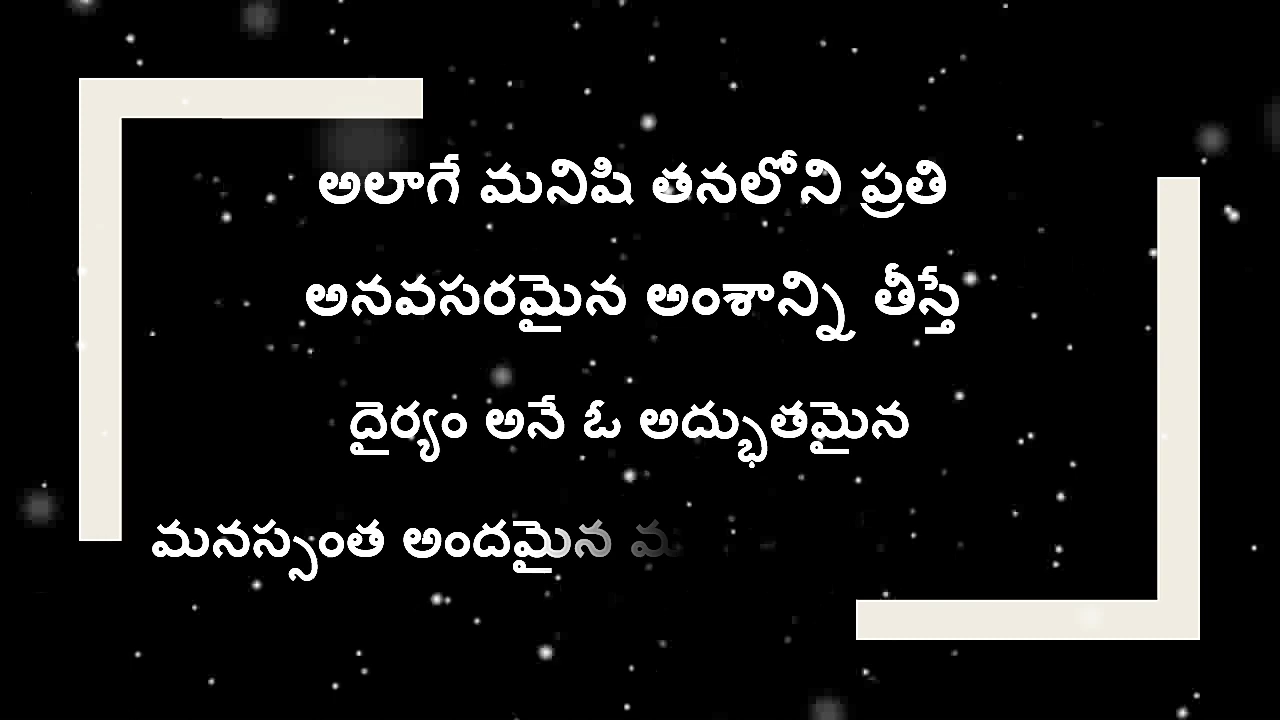 అలాగే మనిషి తనలోని ప్రతి
అనవసరమైన అంశాన్ని తీస్తే
దైర్యం అనే ఓ అద్భుతమైన
మనస్సంత అందమైన